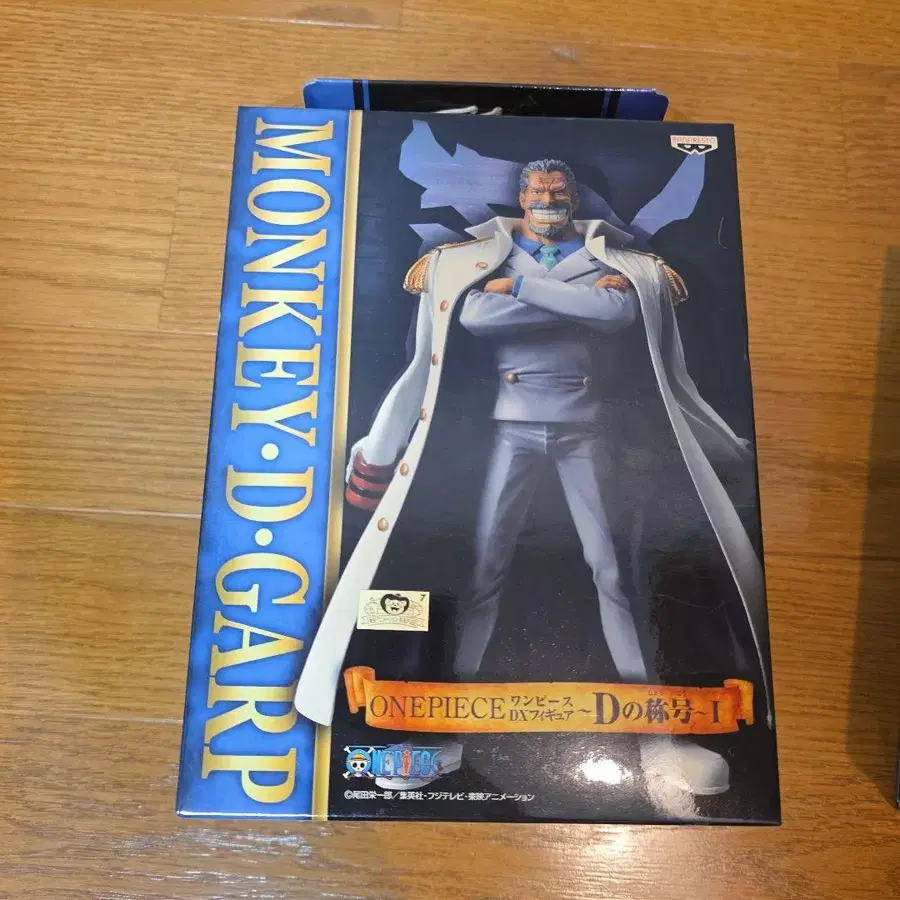 MONKEY・D・GARP
BANPRESTO
7
ONEPIECE ワンピース DXフィギュア ～Dの称号～I
ONE PIECE
©尾田栄一郎／集英社・フジテレビ・東映アニメーション